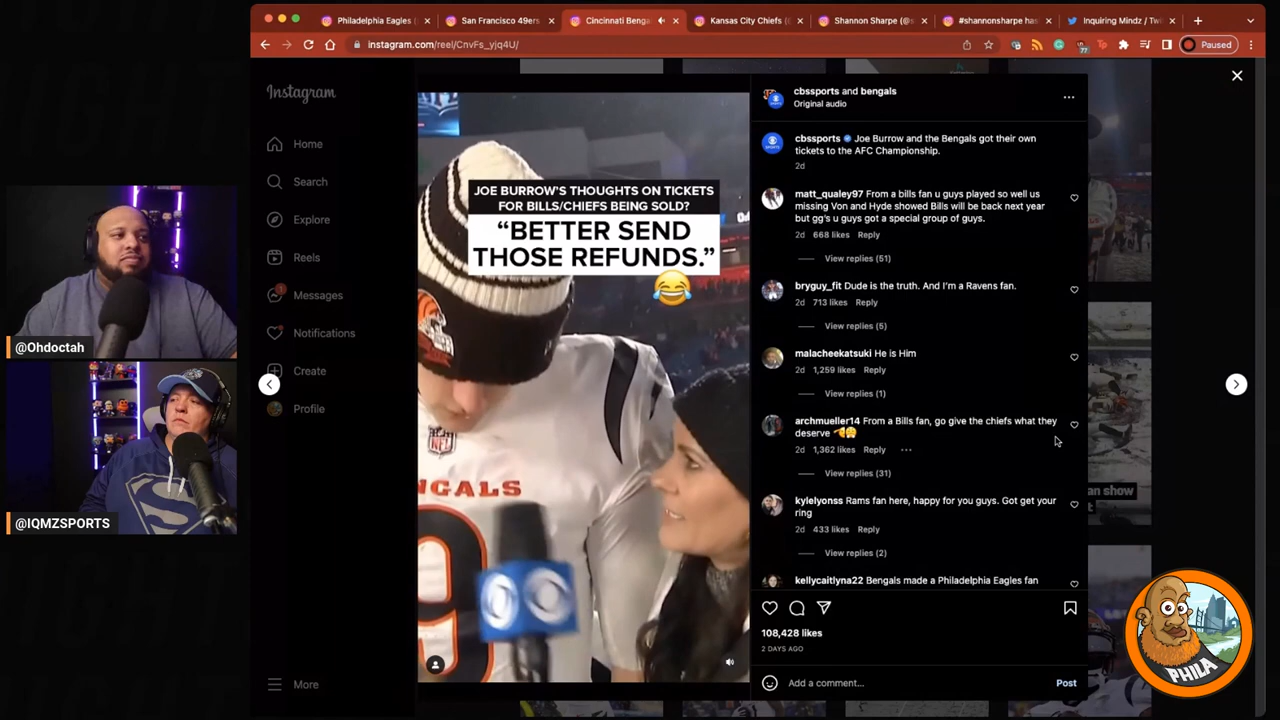 Philadelphia Eagles (
San Francisco 49ers
Cincinnati Benga
Kansas City Chiefs (
Shannon Sharpe (@s
#shannonsharpe has
Inquiring Mindz / Twi
instagram.com/reel/CnvFs_yjq4U/
77
Paused
Instagram
Home
Search
Explore
Reels
Messages
Notifications
Create
Profile
More
@Ohdoctah
@IQMZSPORTS
JOE BURROW'S THOUGHTS ON TICKETS
FOR BILLS/CHIEFS BEING SOLD?
“BETTER SEND
THOSE REFUNDS.”
😂
NFL
NGALS
9
cbssports and bengals
Original audio
cbssports Joe Burrow and the Bengals got their own
tickets to the AFC Championship.
2d
matt_qualey97 From a bills fan u guys played so well us
missing Von and Hyde showed Bills will be back next year
but gg's u guys got a special group of guys.
2d 668 likes Reply
View replies (51)
bryguy_fit Dude is the truth. And I'm a Ravens fan.
2d 713 likes Reply
View replies (5)
malacheekatsuki He is Him
2d 1,259 likes Reply
View replies (1)
archmueller14 From a Bills fan, go give the chiefs what they
deserve
2d 1,362 likes Reply ...
View replies (31)
kylelyonss Rams fan here, happy for you guys. Got get your
ring
2d 433 likes Reply
View replies (2)
kellycaitlyna22 Bengals made a Philadelphia Eagles fan
108,428 likes
2 DAYS AGO
Add a comment...
Post
an show
t
PHILA